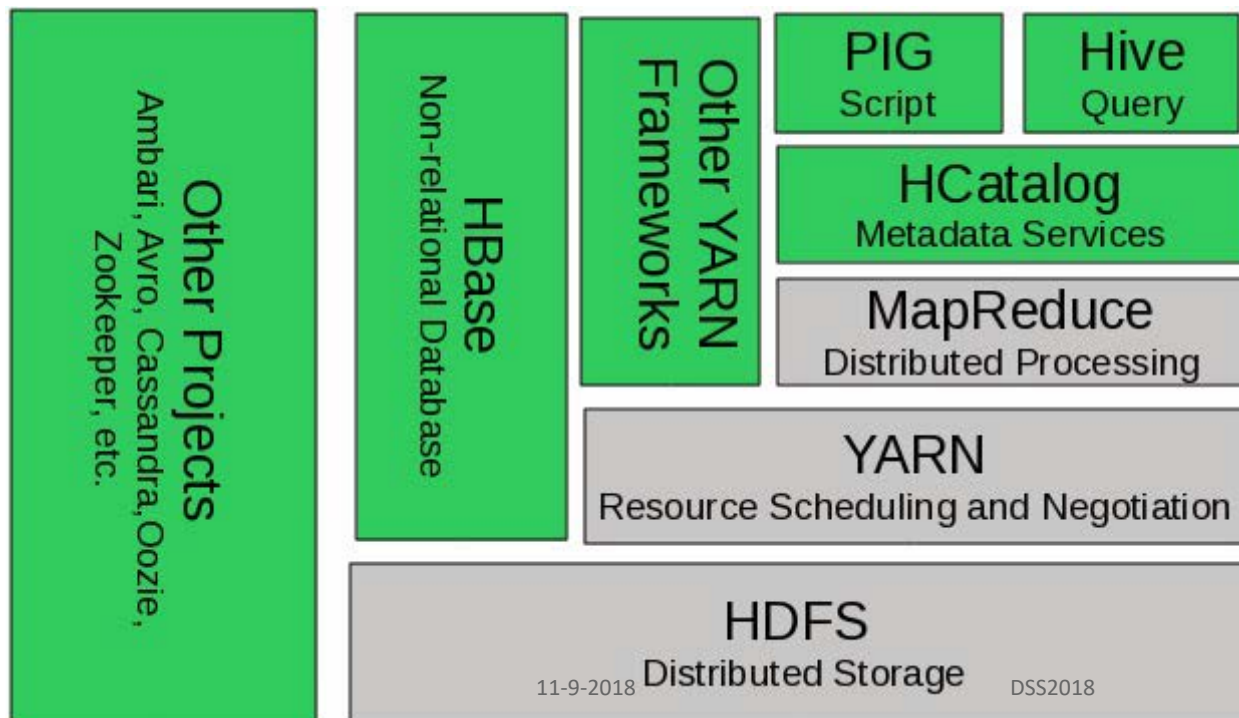 Other Projects
Ambari, Avro, Cassandra,Oozie,
Zookeeper, etc.
HBase
Non-relational Database
Other YARN
Frameworks
PIG
Script
Hive
Query
HCatalog
Metadata Services
MapReduce
Distributed Processing
YARN
Resource Scheduling and Negotiation
HDFS
Distributed Storage
11-9-2018
DSS2018